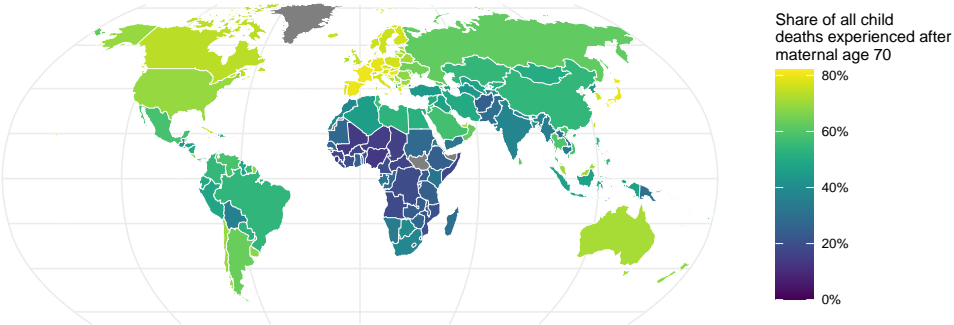 Share of all child
deaths experienced after
maternal age 70
80%
60%
40%
20%
0%